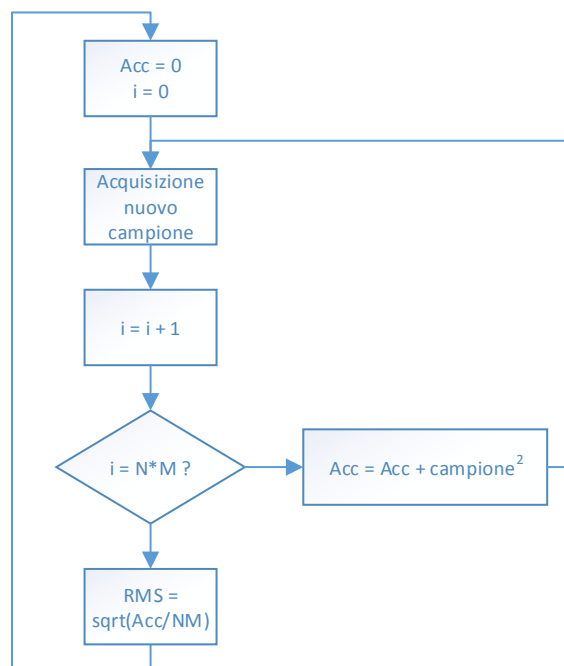 Acc = 0
i = 0
Acquisizione
nuovo
campione
i = i + 1
i = N*M ?
Acc = Acc + campione²
RMS =
sqrt(Acc/NM)